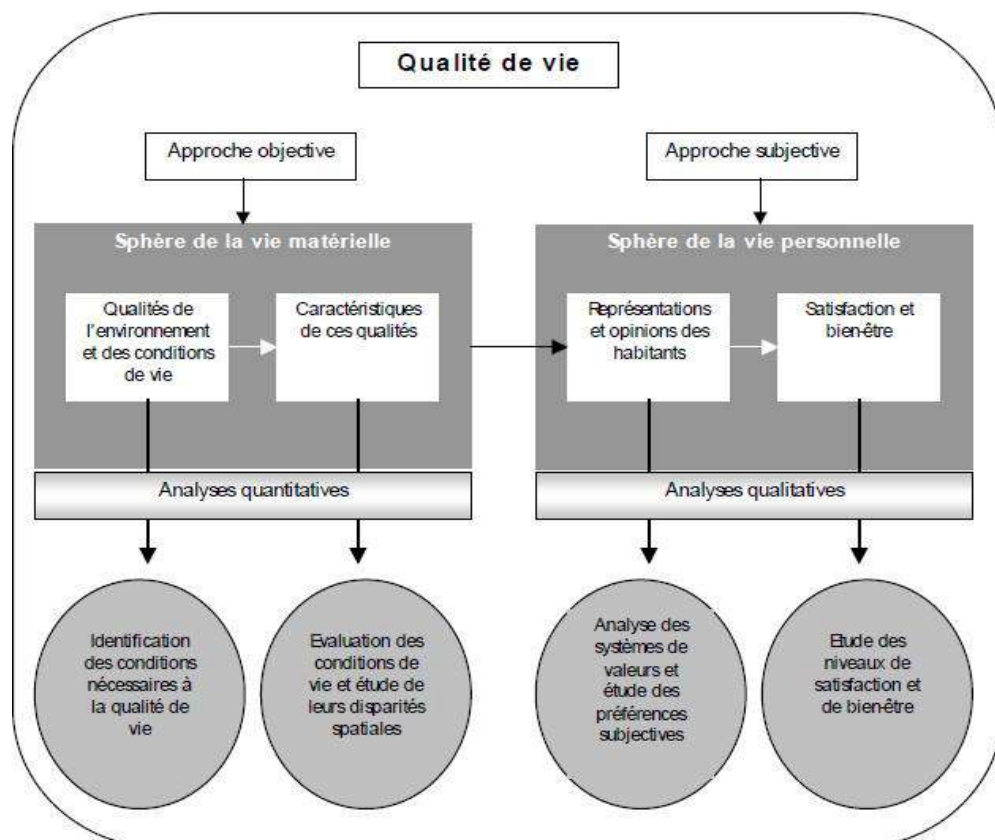 Qualité de vie
Approche objective
Approche subjective
Sphère de la vie matérielle
Sphère de la vie personnelle
Qualités de
l'environnement
et des conditions
de vie
Caractéristiques
de ces qualités
Représentations
et opinions des
habitants
Satisfaction et
bien-être
Analyses quantitatives
Analyses qualitatives
Identification
des conditions
nécessaires à
la qualité de
vie
Evaluation des
conditions de
vie et étude de
leurs disparités
spatiales
Analyse des
systèmes de
valeurs et
étude des
préférences
subjectives
Etude des
niveaux de
satisfaction et
de bien-être